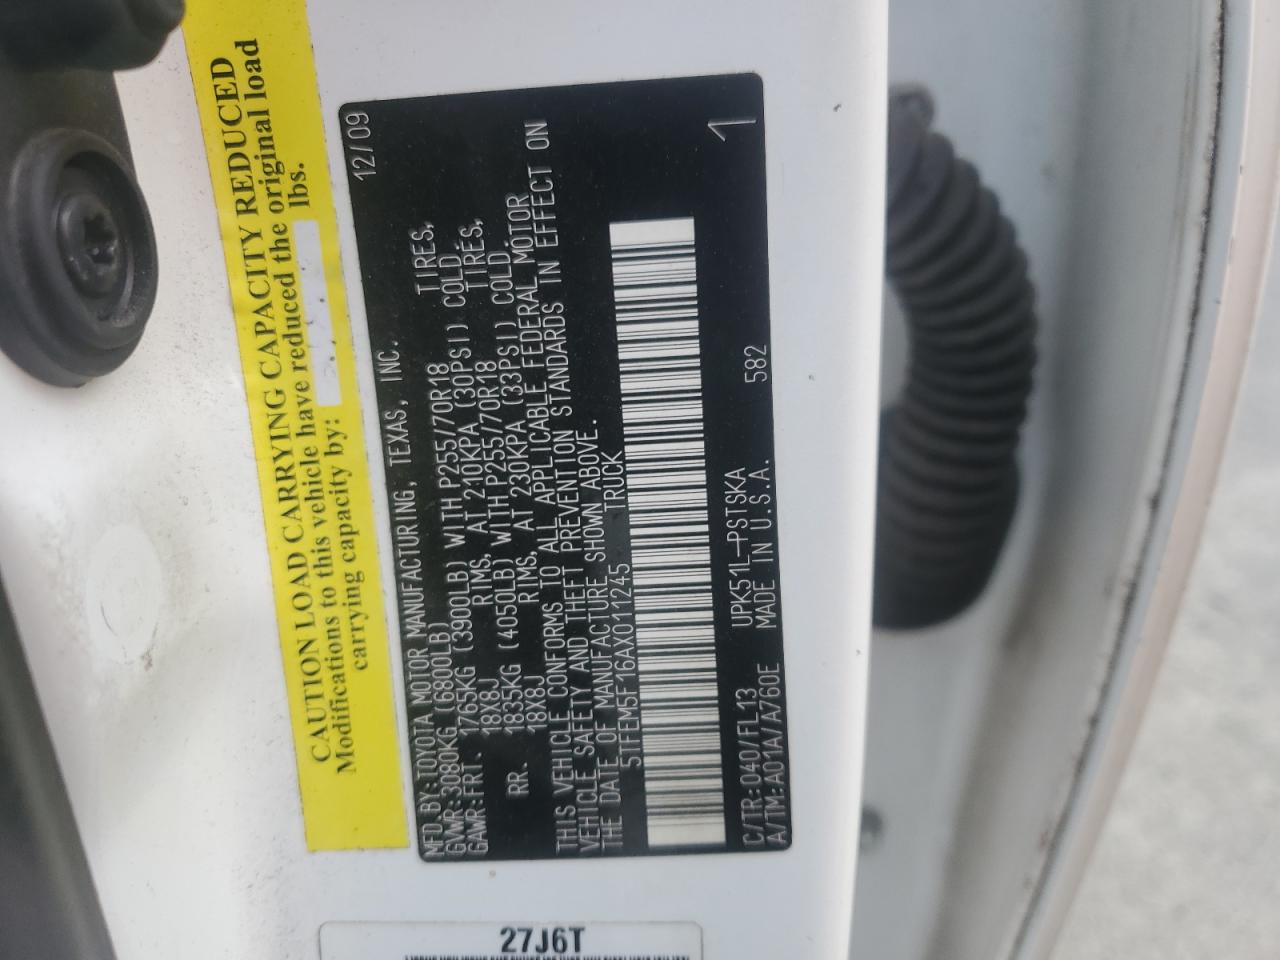 CAUTION LOAD CARRYING CAPACITY REDUCED
Modifications to this vehicle have reduced the original load
carrying capacity by: lbs.
12/09
MFD. BY: TOYOTA MOTOR MANUFACTURING, TEXAS, INC.
GVWR: 3080KG (6800LB)
GAWR: FRT. 1765KG (3900LB) WITH P255/70R18 TIRES,
18X8J RIMS, AT 210KPA (30PSI) COLD.
RR. 1835KG (4050LB) WITH P255/70R18 TIRES,
18X8J RIMS, AT 230KPA (33PSI) COLD.
THIS VEHICLE CONFORMS TO ALL APPLICABLE FEDERAL MOTOR
VEHICLE SAFETY AND THEFT PREVENTION STANDARDS IN EFFECT ON
THE DATE OF MANUFACTURE SHOWN ABOVE.
5TFEM5F16AX011245 TRUCK
1
C/TR: 040/FL13 UPK51L-PSTSKA
A/TM: A01A/A760E MADE IN U.S.A. 582
27J6T